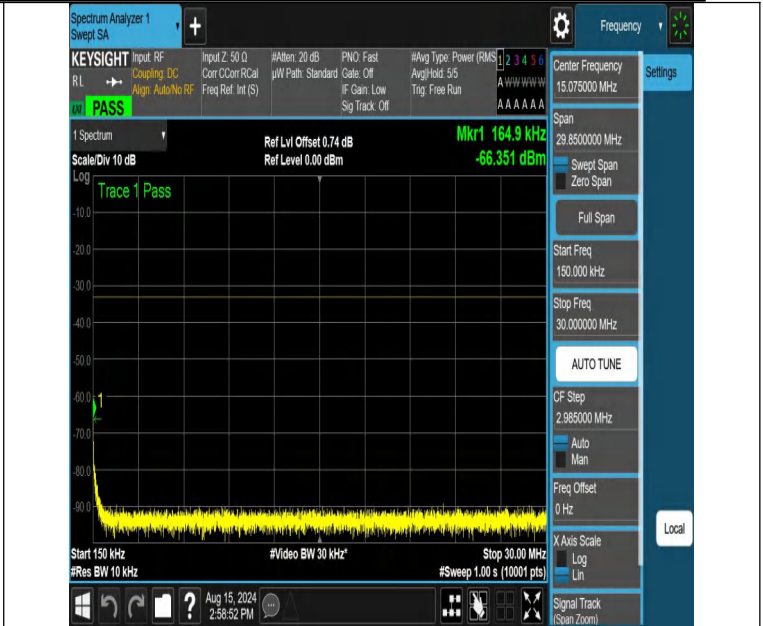 Spectrum Analyzer 1
Swept SA
+
Frequency
KEYSIGHT
RL
LXI
PASS
Input: RF
Coupling: DC
Align: Auto/No RF
Input Z: 50 Ω
Corr CCorr RCal
Freq Ref: Int (S)
#Atten: 20 dB
µW Path: Standard
PNO: Fast
Gate: Off
IF Gain: Low
Sig Track: Off
#Avg Type: Power (RMS
Avg|Hold: 5/5
Trig: Free Run
1 2 3 4 5 6
A W W W W W
A A A A A A
1 Spectrum
Scale/Div 10 dB
Ref Lvl Offset 0.74 dB
Ref Level 0.00 dBm
Mkr1 164.9 kHz
-66.351 dBm
Log
Trace 1 Pass
-10.0
-20.0
-30.0
-40.0
-50.0
-60.0
1
-70.0
-80.0
-90.0
Start 150 kHz
#Res BW 10 kHz
#Video BW 30 kHz*
Stop 30.00 MHz
#Sweep 1.00 s (10001 pts)
Center Frequency
15.075000 MHz
Settings
Span
29.8500000 MHz
Swept Span
Zero Span
Full Span
Start Freq
150.000 kHz
Stop Freq
30.000000 MHz
AUTO TUNE
CF Step
2.985000 MHz
Auto
Man
Freq Offset
0 Hz
X Axis Scale
Log
Lin
Signal Track
(Span Zoom)
Local
?
Aug 15, 2024
2:58:52 PM